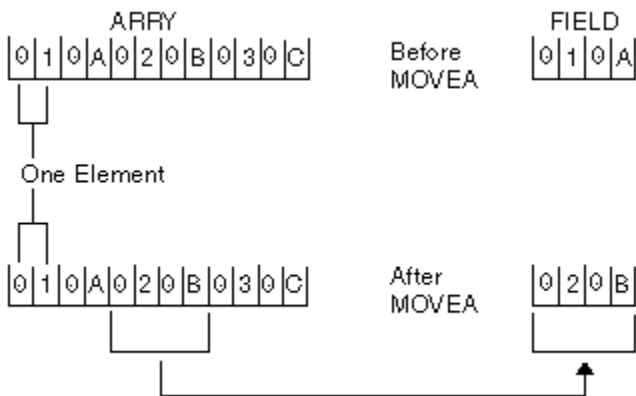 ARRY FIELD
0 1 0 A 0 2 0 B 0 3 0 C Before 0 1 0 A
MOVEA
One Element
0 1 0 A 0 2 0 B 0 3 0 C After 0 2 0 B
MOVEA